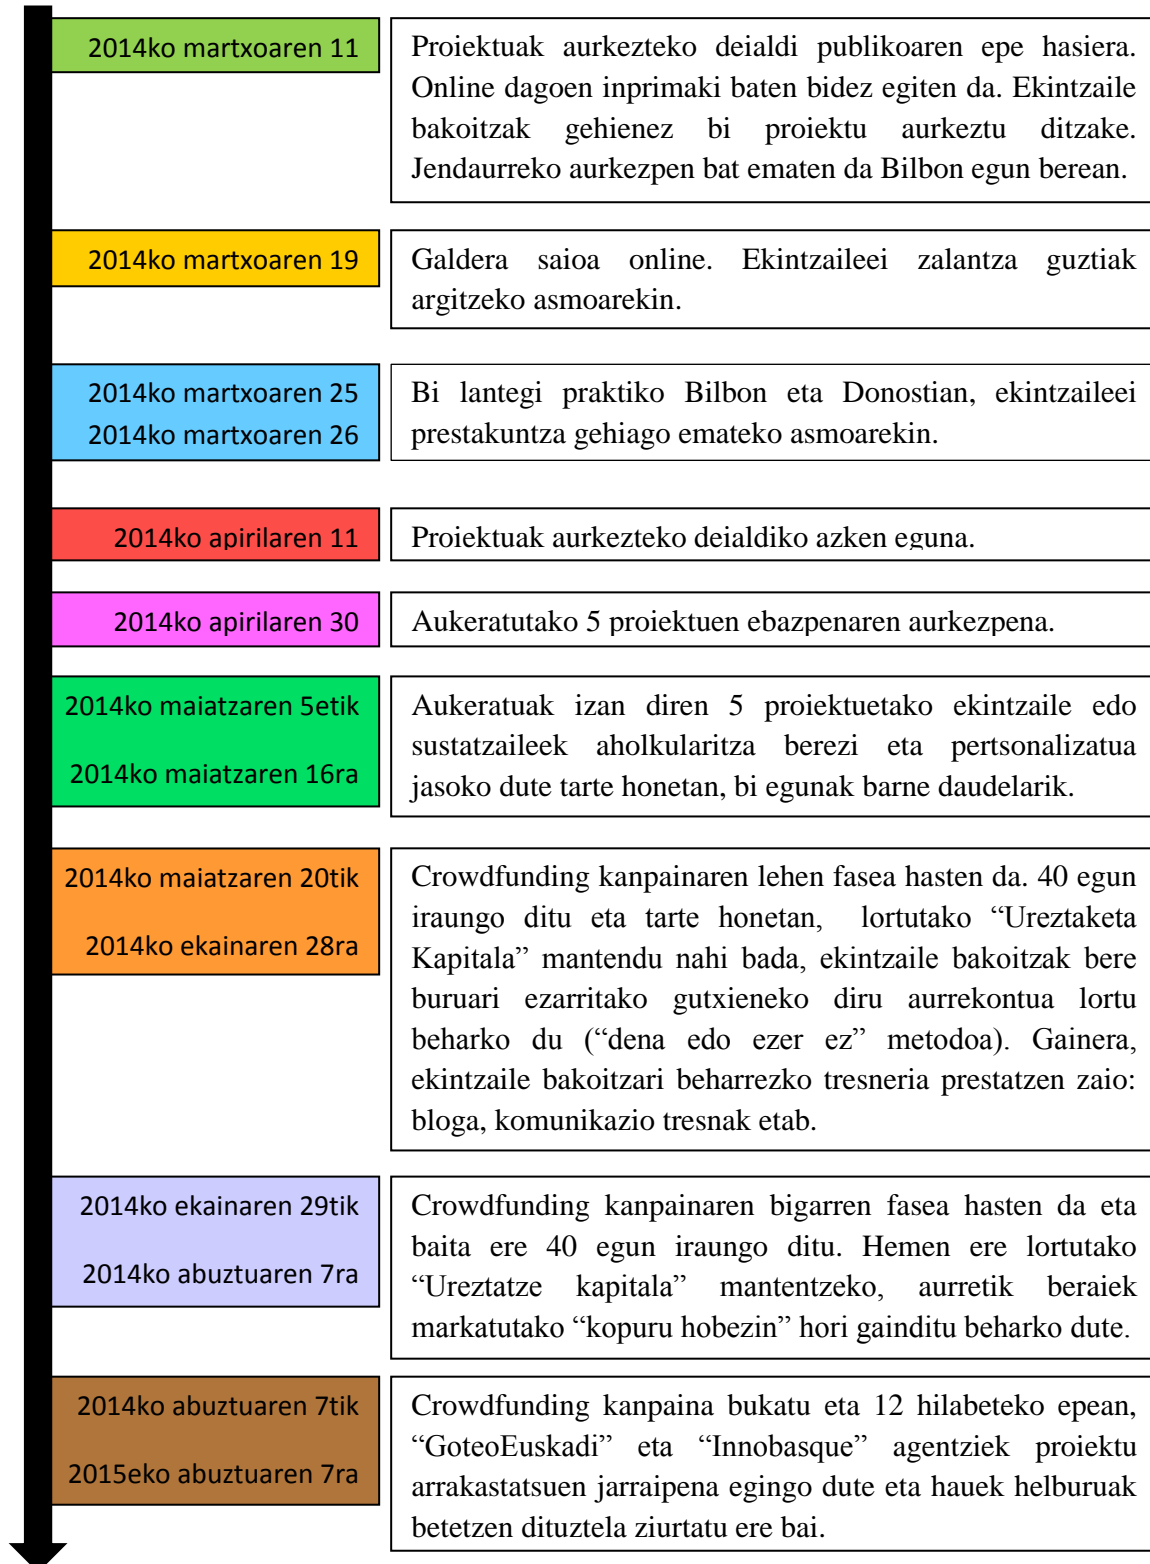 2014ko martxoaren 11
Proiektuak aurkezteko deialdi publikoaren epe hasiera.
Online dagoen inprimaki baten bidez egiten da. Ekintzaile
bakoitzak gehienez bi proiektu aurkeztu ditzake.
Jendaurreko aurkezpen bat ematen da Bilbon egun berean.
2014ko martxoaren 19
Galdera saioa online. Ekintzaileei zalantza guztiak
argitzeko asmoarekin.
2014ko martxoaren 25
2014ko martxoaren 26
Bi lantegi praktiko Bilbon eta Donostian, ekintzaileei
prestakuntza gehiago emateko asmoarekin.
2014ko apirilaren 11
Proiektuak aurkezteko deialdiko azken eguna.
2014ko apirilaren 30
Aukeratutako 5 proiektuen ebazpenaren aurkezpena.
2014ko maiatzaren 5etik
2014ko maiatzaren 16ra
Aukeratuak izan diren 5 proiektuetako ekintzaile edo
sustatzaileek aholkularitza berezi eta pertsonalizatua
jasoko dute tarte honetan, bi egunak barne daudelarik.
2014ko maiatzaren 20tik
2014ko ekainaren 28ra
Crowdfunding kanpainaren lehen fasea hasten da. 40 egun
iraungo ditu eta tarte honetan, lortutako “Ureztaketa
Kapitala” mantendu nahi bada, ekintzaile bakoitzak bere
buruari ezarritako gutxieneko diru aurrekontua lortu
beharko du (“dena edo ezer ez” metodoa). Gainera,
ekintzaile bakoitzari beharrezko tresneria prestatzen zaio:
bloga, komunikazio tresnak etab.
2014ko ekainaren 29tik
2014ko abuztuaren 7ra
Crowdfunding kanpainaren bigarren fasea hasten da eta
baita ere 40 egun iraungo ditu. Hemen ere lortutako
“Ureztatze kapitala” mantentzeko, aurretik beraiek
markatutako “kopuru hobezin” hori gainditu beharko dute.
2014ko abuztuaren 7tik
2015eko abuztuaren 7ra
Crowdfunding kanpaina bukatu eta 12 hilabeteko epean,
“GoteoEuskadi” eta “Innobasque” agentziek proiektu
arrakastatsuen jarraipena egingo dute eta hauek helburuak
betetzen dituztela ziurtatu ere bai.